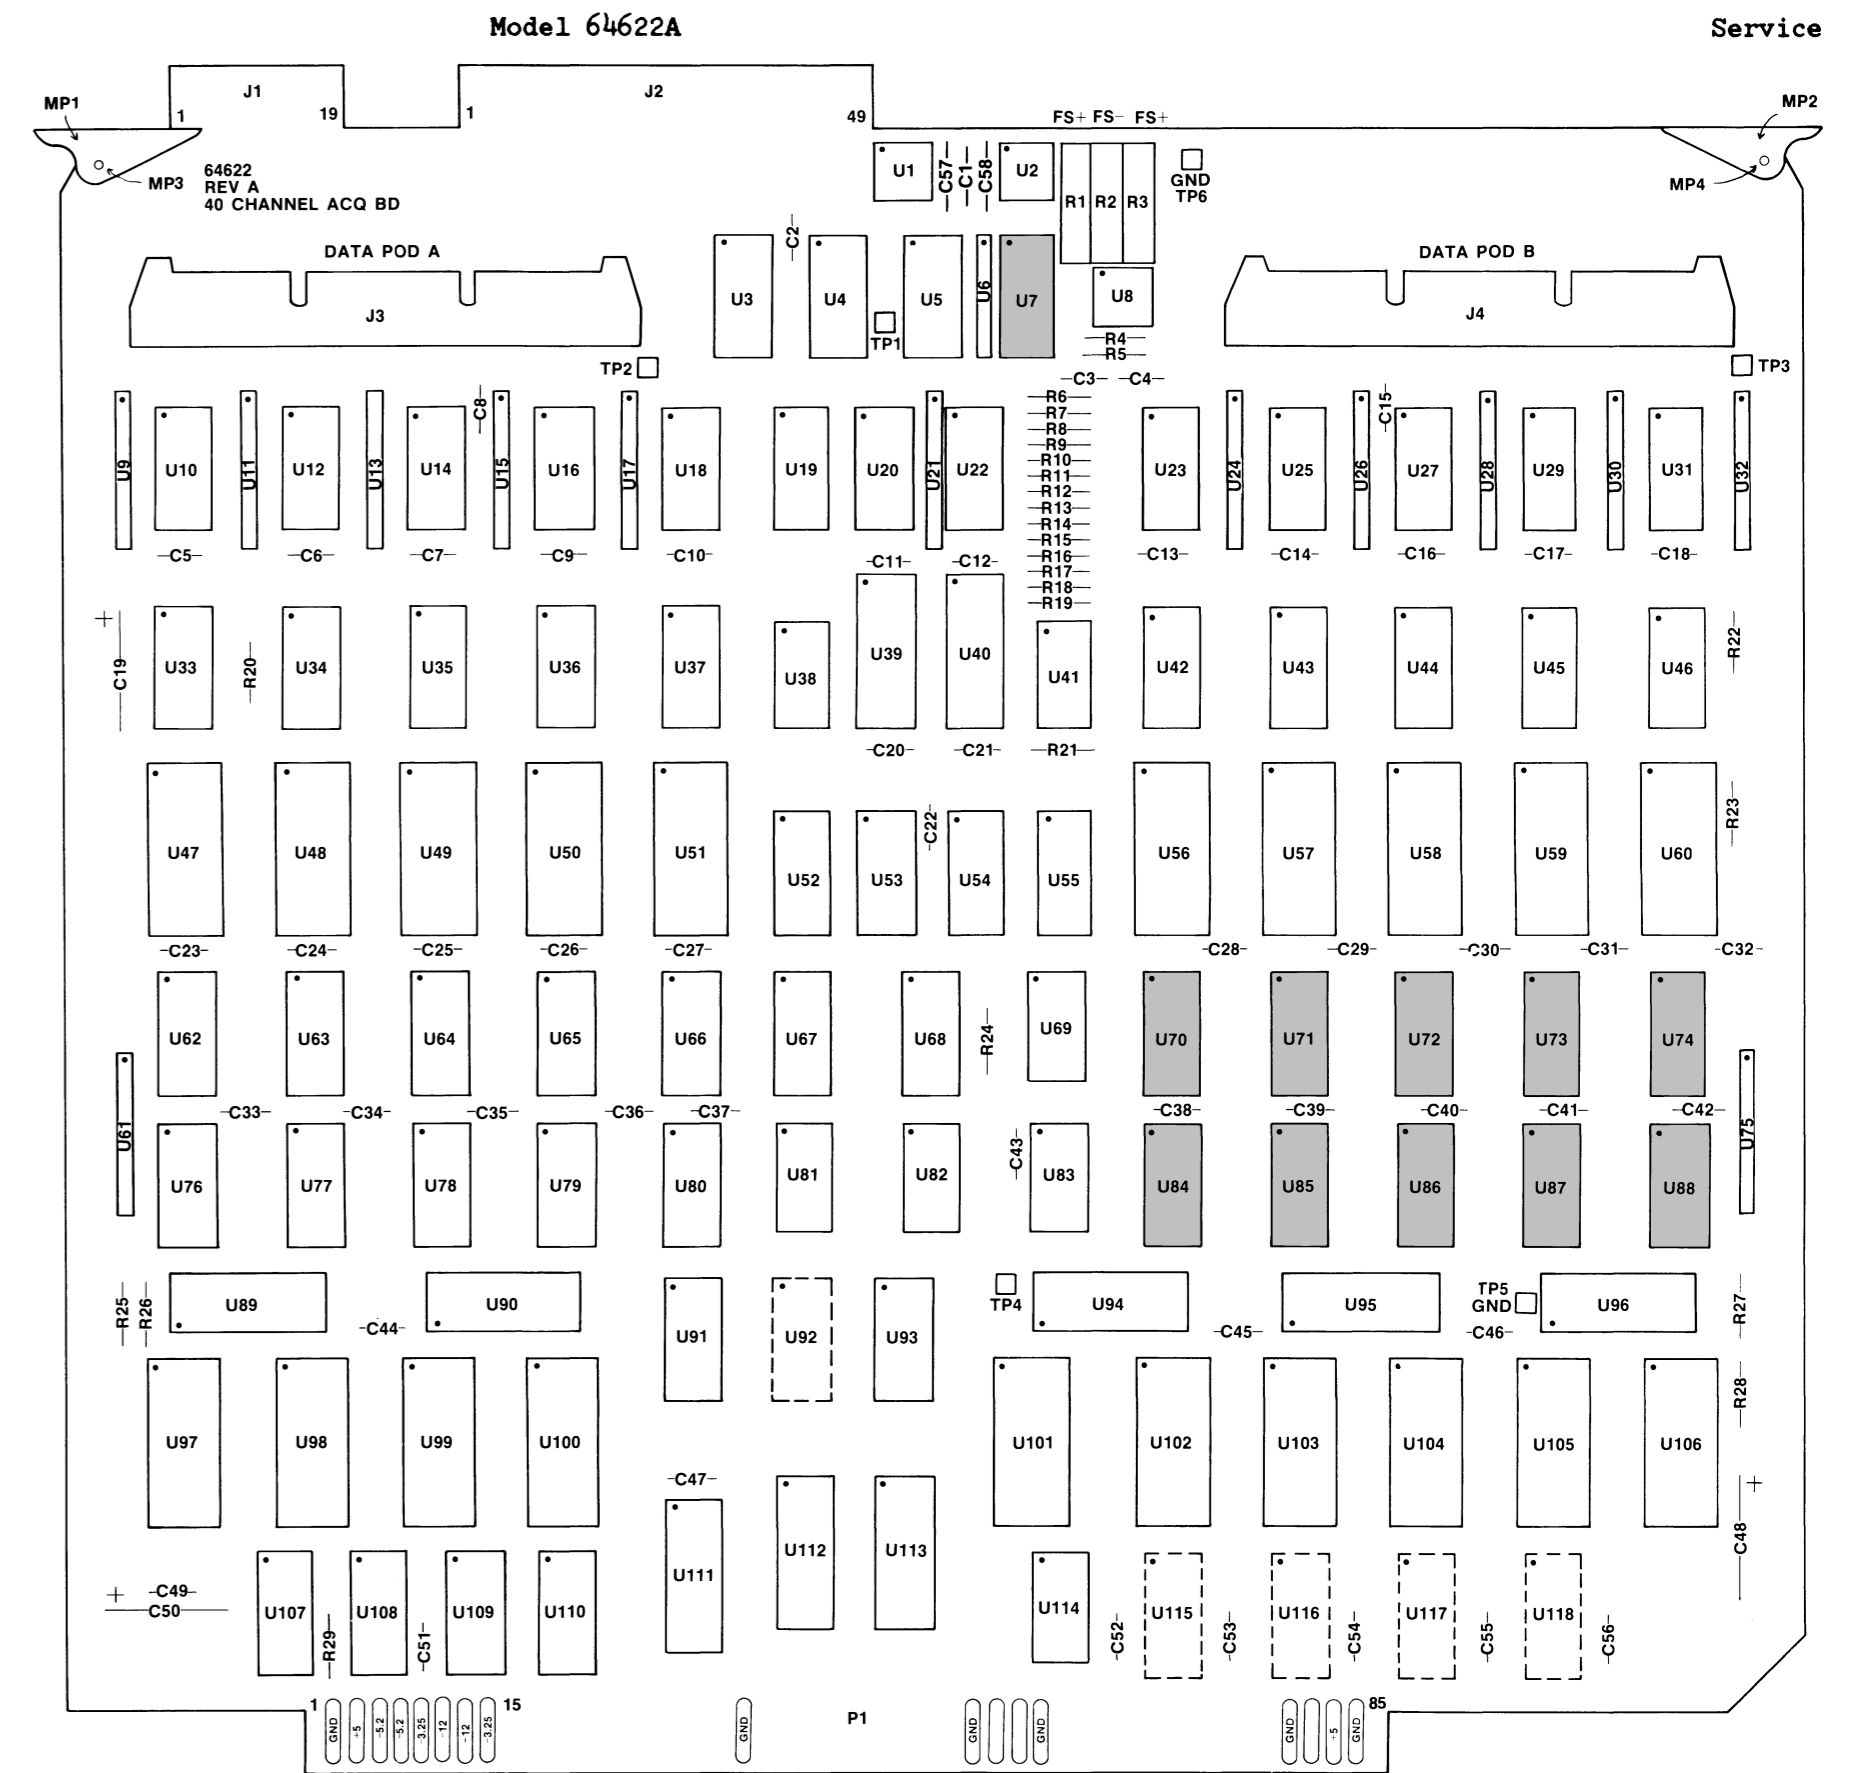 Model 64622A
Service
J1
J2
1
19
1
49
MP1
MP2
MP3
MP4
FS+ FS- FS+
64622
REV A
40 CHANNEL ACQ BD
U1
C57
C1
C58
U2
R1
R2
R3
GND
TP6
DATA POD A
J3
C2
U3
U4
TP1
U5
U6
U7
U8
R4
R5
DATA POD B
J4
TP2
TP3
C3
C4
U9
U10
U11
U12
U13
U14
C8
U15
U16
U17
U18
U19
U20
U21
U22
R6
R7
R8
R9
R10
R11
R12
R13
R14
R15
R16
R17
R18
R19
U23
U24
U25
U26
C15
U27
U28
U29
U30
U31
U32
C5
C6
C7
C9
C10
C11
C12
C13
C14
C16
C17
C18
+
C19
U33
R20
U34
U35
U36
U37
U38
U39
U40
U41
U42
U43
U44
U45
U46
R22
C20
C21
R21
U47
U48
U49
U50
U51
U52
U53
C22
U54
U55
U56
U57
U58
U59
U60
R23
C23
C24
C25
C26
C27
C28
C29
C30
C31
C32
U62
U63
U64
U65
U66
U67
U68
R24
U69
U70
U71
U72
U73
U74
U61
C33
C34
C35
C36
C37
C38
C39
C40
C41
C42
U75
U76
U77
U78
U79
U80
U81
U82
C43
U83
U84
U85
U86
U87
U88
R25
R26
U89
C44
U90
U91
U92
U93
TP4
U94
C45
U95
TP5
GND
C46
U96
R27
U97
U98
U99
U100
U101
U102
U103
U104
U105
U106
R28
C47
+
C48
U111
U112
U113
+
C49
C50
U107
R29
U108
C51
U109
U110
U114
C52
U115
C53
U116
C54
U117
C55
U118
C56
1
GND
+5
-5.2
-5.2
-3.25
-12
-12
-3.25
15
GND
P1
GND
GND
GND
+5
GND
85